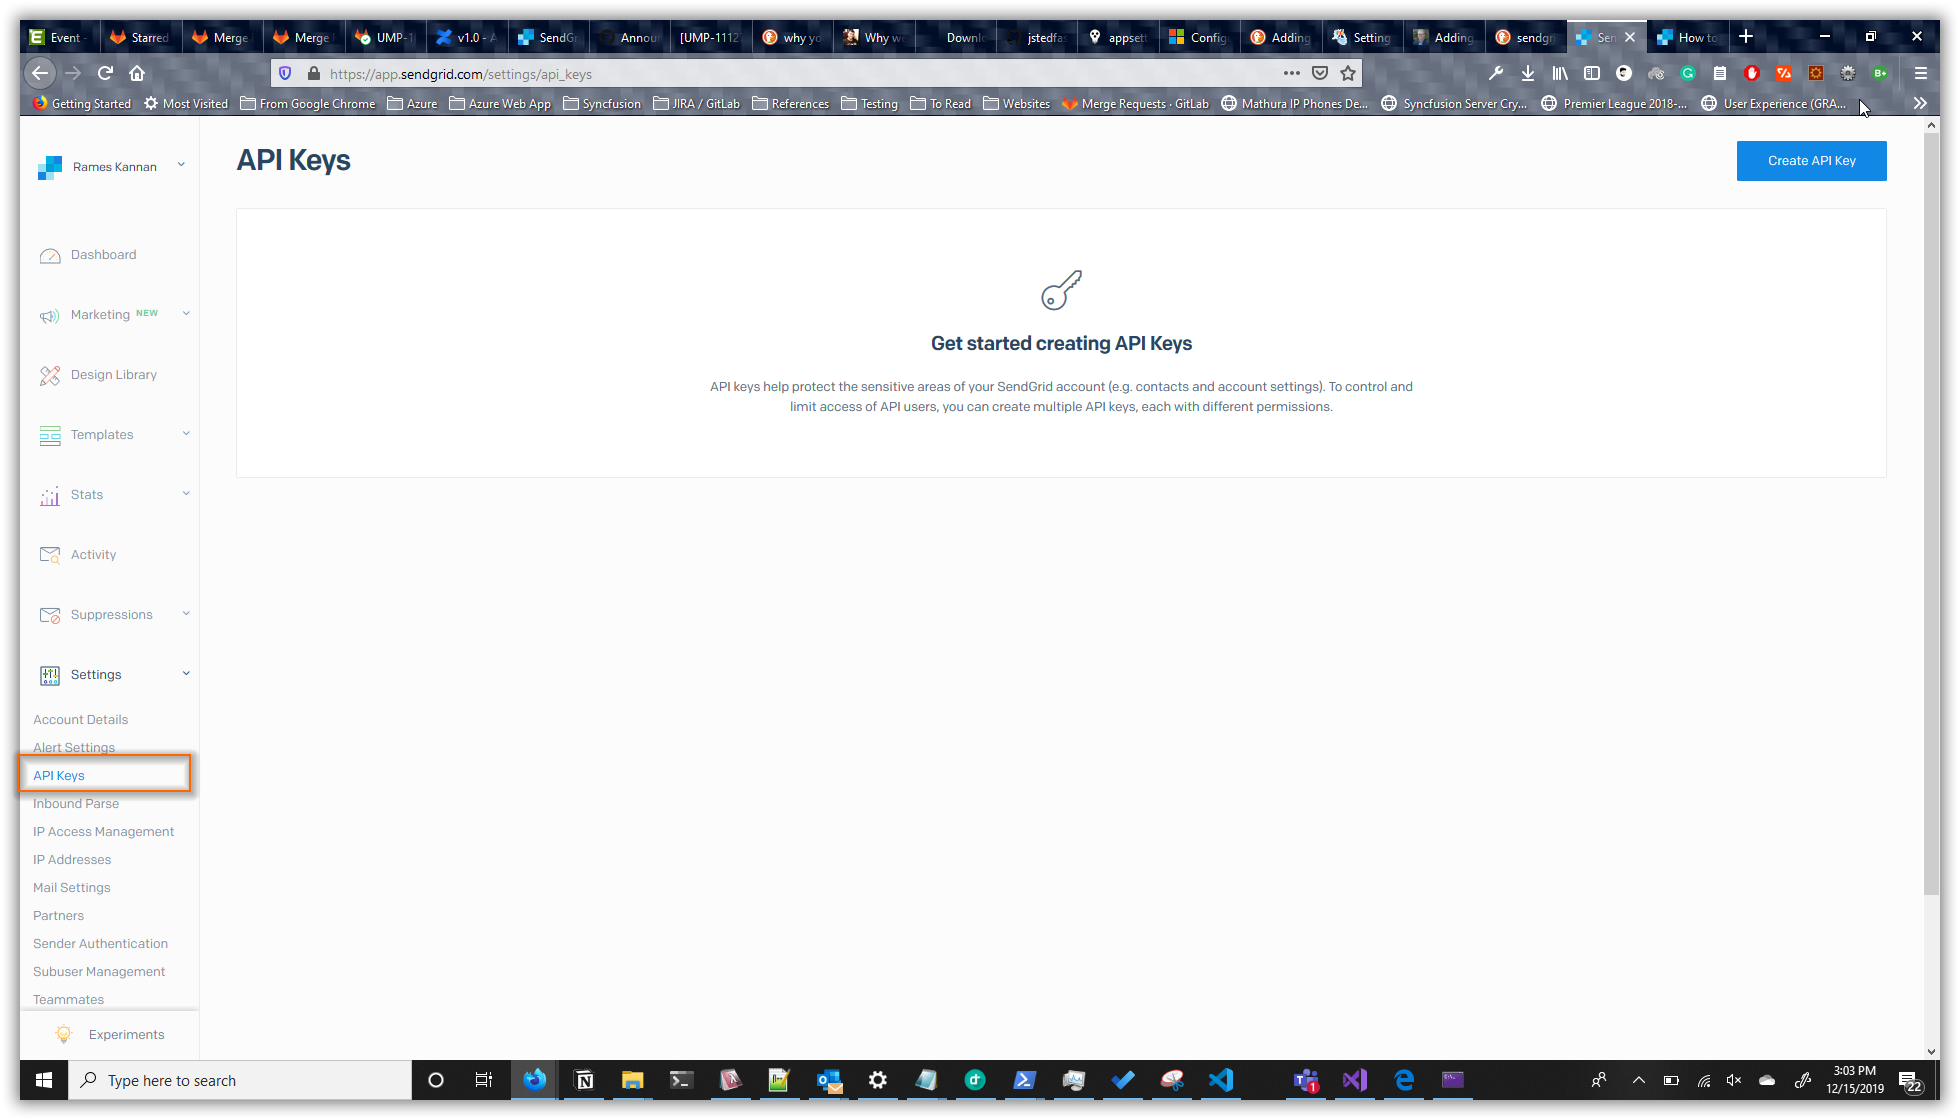 Event -
Starred
Merge
Merge
UMP-1
v1.0 - A
SendGr
Announ
[UMP-1112
why yo
Why we
Downlo
jstedfas
appsett
Config
Adding
Setting
Adding
sendgri
Sen
How to
https://app.sendgrid.com/settings/api_keys
Getting Started
Most Visited
From Google Chrome
Azure
Azure Web App
Syncfusion
JIRA / GitLab
References
Testing
To Read
Websites
Merge Requests · GitLab
Mathura IP Phones De...
Syncfusion Server Cry...
Premier League 2018-...
User Experience (GRA...
Rames Kannan
API Keys
Create API Key
Dashboard
Marketing NEW
Design Library
Templates
Stats
Activity
Suppressions
Settings
Account Details
Alert Settings
API Keys
Inbound Parse
IP Access Management
IP Addresses
Mail Settings
Partners
Sender Authentication
Subuser Management
Teammates
Experiments
Get started creating API Keys
API keys help protect the sensitive areas of your SendGrid account (e.g. contacts and account settings). To control and
limit access of API users, you can create multiple API keys, each with different permissions.
Type here to search
3:03 PM
12/15/2019
22